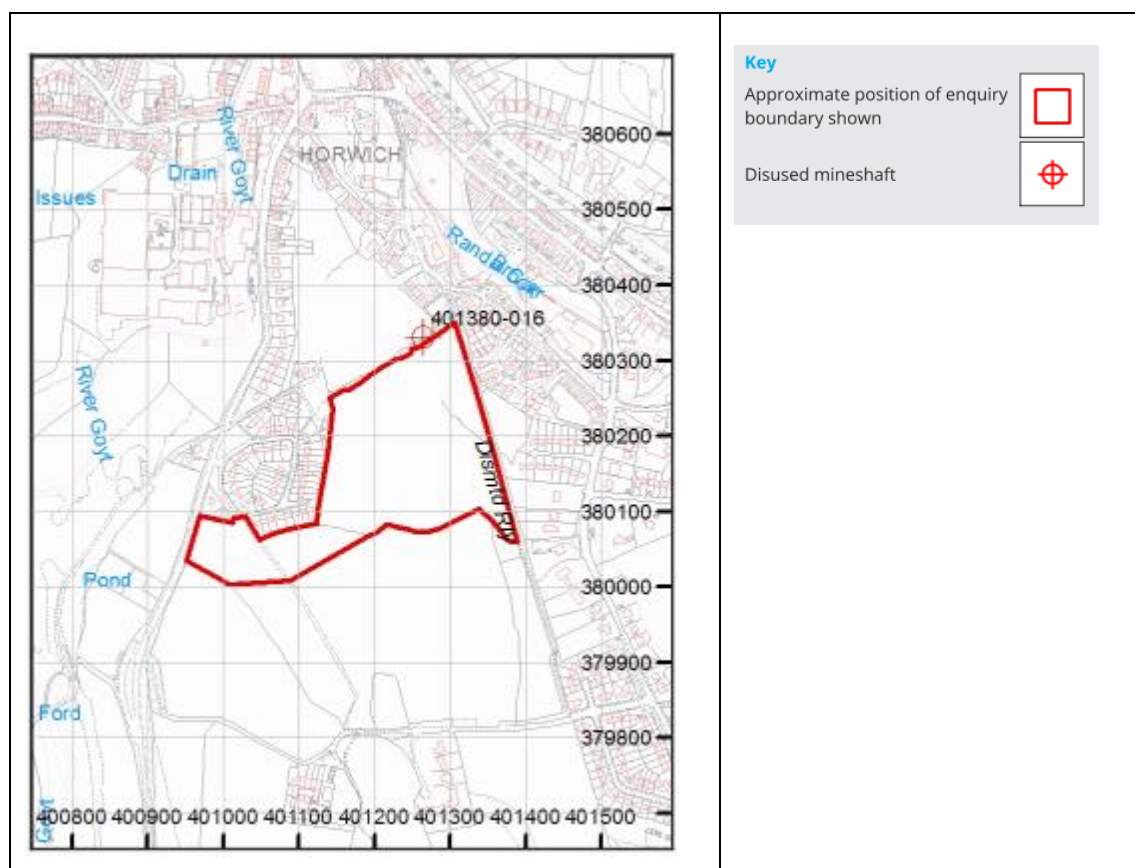 River Goyt
HORWICH
Drain
Issues
380600
380500
380400
380300
380200
380100
380000
379900
379800
401380-016
River Goyt
Dismtd Rly
Pond
Ford
Goyt
400800 400900 401000 401100 401200 401300 401400 401500
Key
Approximate position of enquiry
boundary shown
Disused mineshaft